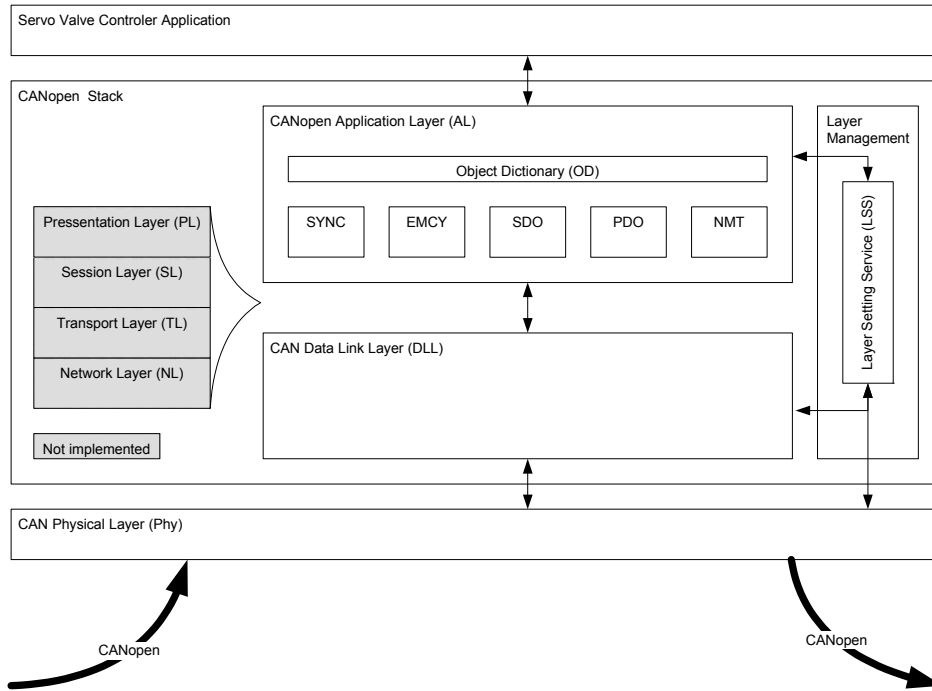 Servo Valve Controler Application
CANopen Stack
CANopen Application Layer (AL)
Layer
Management
Object Dictionary (OD)
SYNC
EMCY
SDO
PDO
NMT
Layer Setting Service (LSS)
Pressentation Layer (PL)
Session Layer (SL)
Transport Layer (TL)
Network Layer (NL)
CAN Data Link Layer (DLL)
Not implemented
CAN Physical Layer (Phy)
CANopen
CANopen